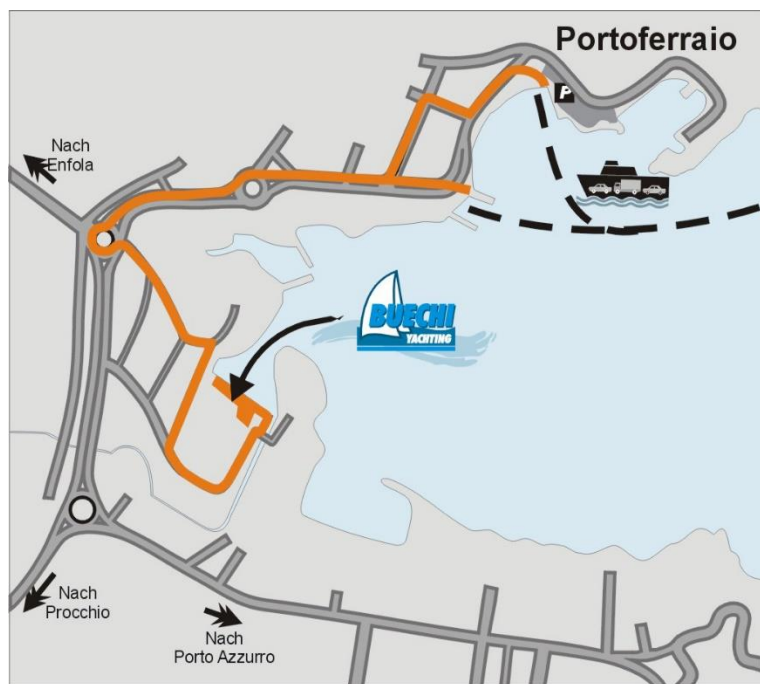 Portoferraio
P
Nach
Enfola
BUECHI
YACHTING
Nach
Procchio
Nach
Porto Azzurro